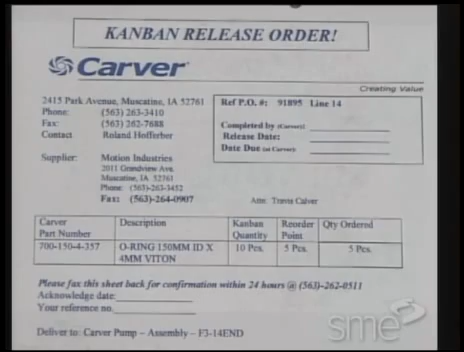 KANBAN RELEASE ORDER!
Carver
Creating Value
2415 Park Avenue, Muscatine, IA 52761
Phone: (563) 263-3410
Fax: (563) 262-7688
Contact Roland Hofferber
Ref P.O. #: 91895 Line 14
Completed by (Carver):
Release Date:
Date Due (at Carver):
Supplier: Motion Industries
2011 Grandview Ave.
Muscatine, IA 52761
Phone: (563)-263-3452
Fax: (563)-264-0907
Attn: Travis Calver
Carver Part Number Description Kanban Quantity Reorder Point Qty Ordered
700-150-4-357 O-RING 150MM ID X 4MM VITON 10 Pcs. 5 Pcs. 5 Pcs.
Please fax this sheet back for confirmation within 24 hours @ (563)-262-0511
Acknowledge date:
Your reference no.
Deliver to: Carver Pump – Assembly – F3-14END
sme